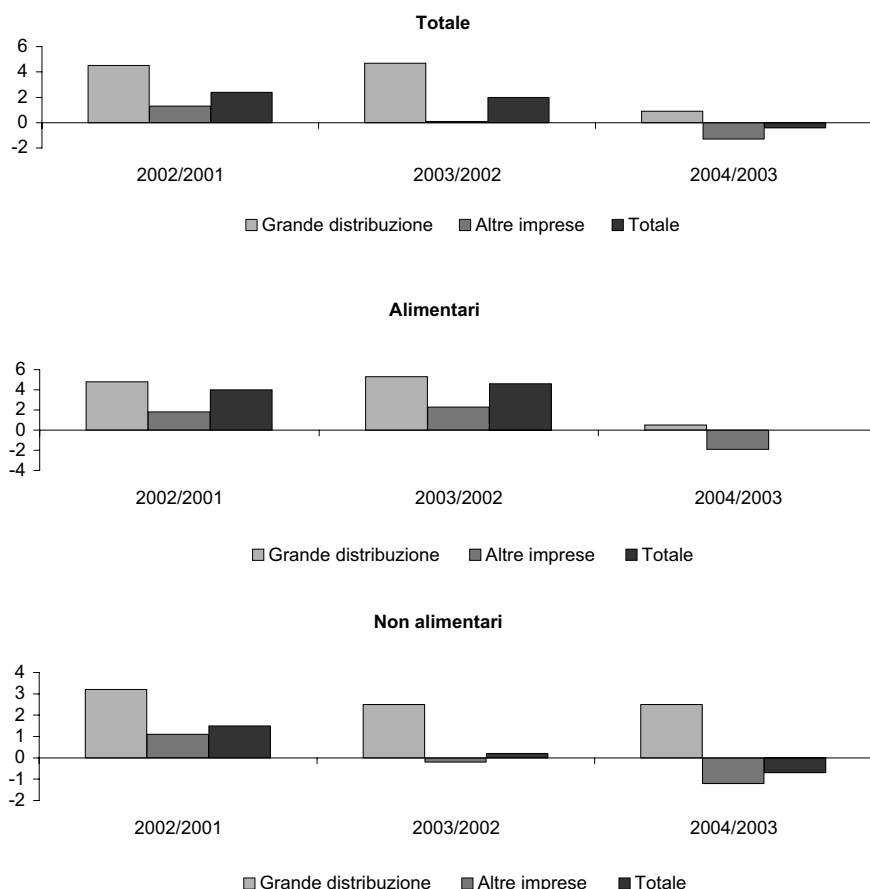 Totale
6
4
2
0
-2
2002/2001 2003/2002 2004/2003
Grande distribuzione Altre imprese Totale
Alimentari
6
4
2
0
-2
-4
2002/2001 2003/2002 2004/2003
Grande distribuzione Altre imprese Totale
Non alimentari
4
3
2
1
0
-1
-2
2002/2001 2003/2002 2004/2003
Grande distribuzione Altre imprese Totale